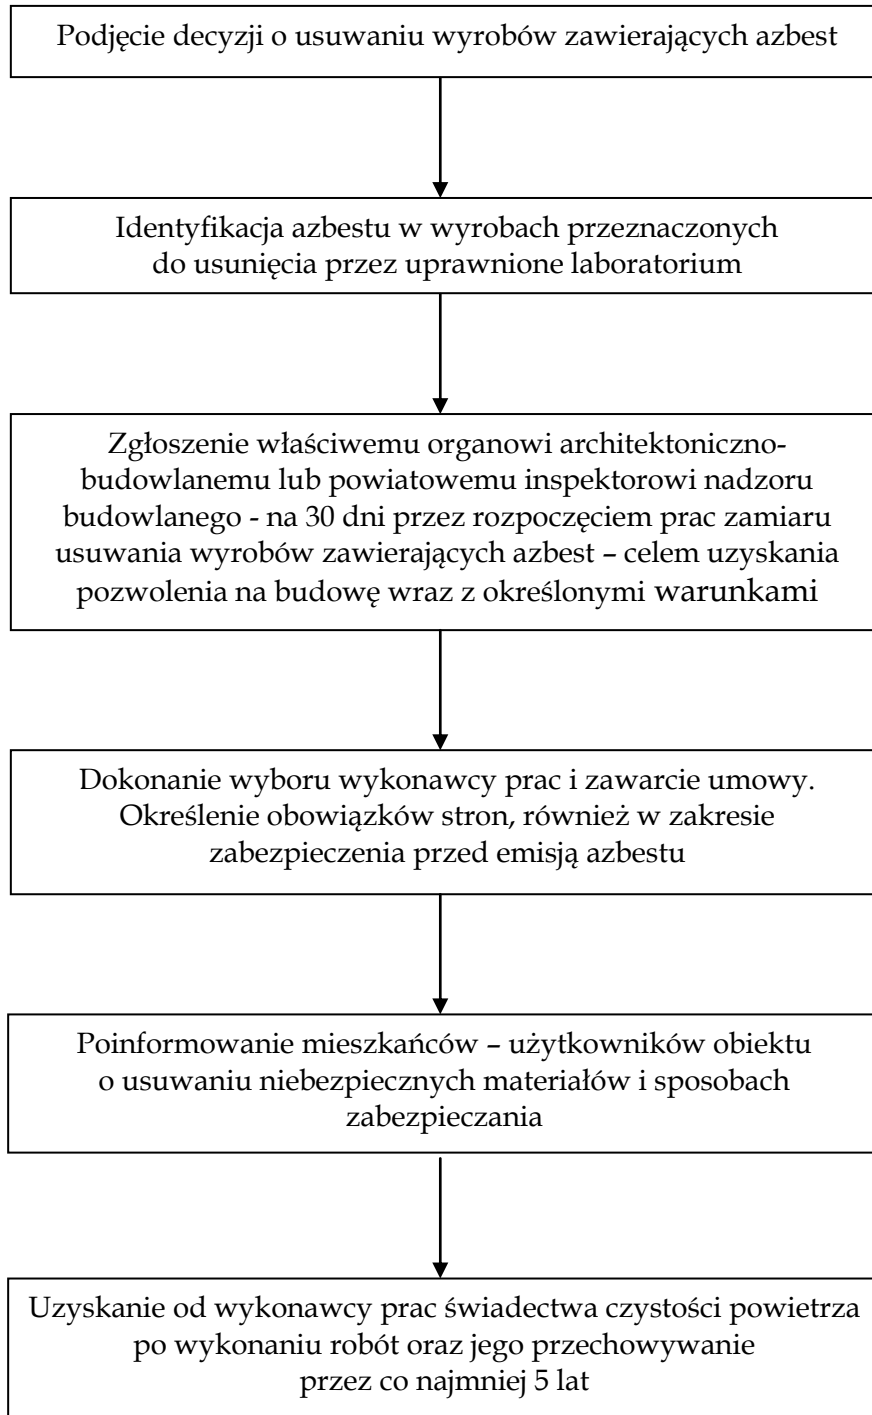 Podjęcie decyzji o usuwaniu wyrobów zawierających azbest
Identyfikacja azbestu w wyrobach przeznaczonych
do usunięcia przez uprawnione laboratorium
Zgłoszenie właściwemu organowi architektoniczno-
budowlanemu lub powiatowemu inspektorowi nadzoru
budowlanego - na 30 dni przez rozpoczęciem prac zamiaru
usuwania wyrobów zawierających azbest – celem uzyskania
pozwolenia na budowę wraz z określonymi warunkami
Dokonanie wyboru wykonawcy prac i zawarcie umowy.
Określenie obowiązków stron, również w zakresie
zabezpieczenia przed emisją azbestu
Poinformowanie mieszkańców – użytkowników obiektu
o usuwaniu niebezpiecznych materiałów i sposobach
zabezpieczania
Uzyskanie od wykonawcy prac świadectwa czystości powietrza
po wykonaniu robót oraz jego przechowywanie
przez co najmniej 5 lat